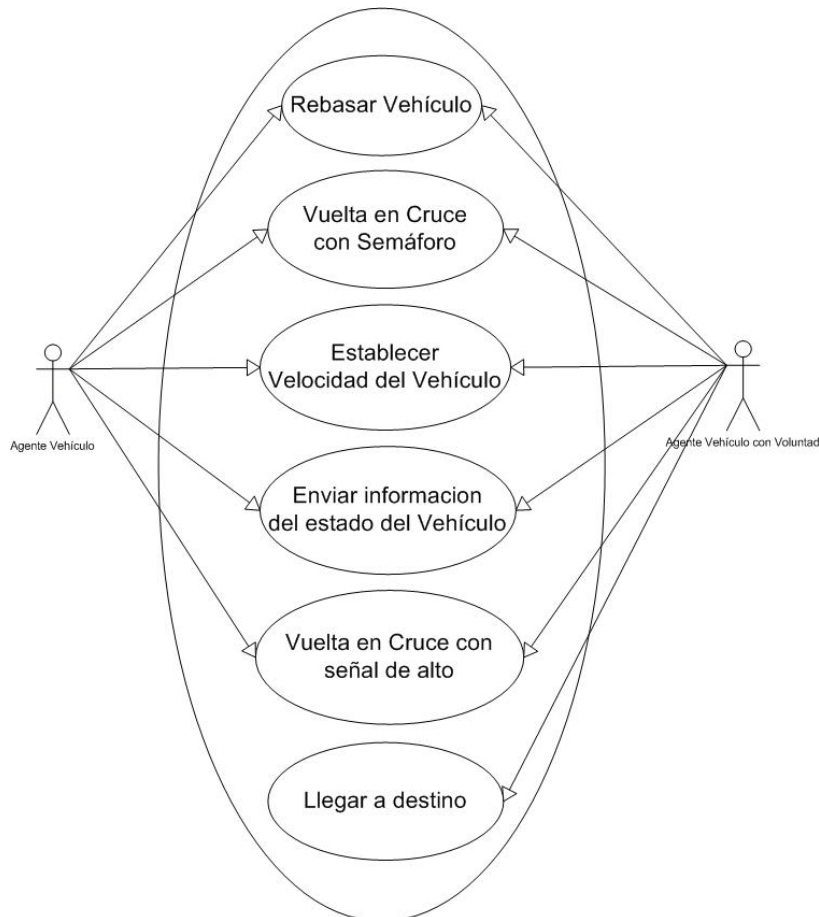 Rebasar Vehículo
Vuelta en Cruce
con Semáforo
Establecer
Velocidad del Vehículo
Agente Vehículo
Agente Vehículo con Voluntad
Enviar informacion
del estado del Vehículo
Vuelta en Cruce con
señal de alto
Llegar a destino